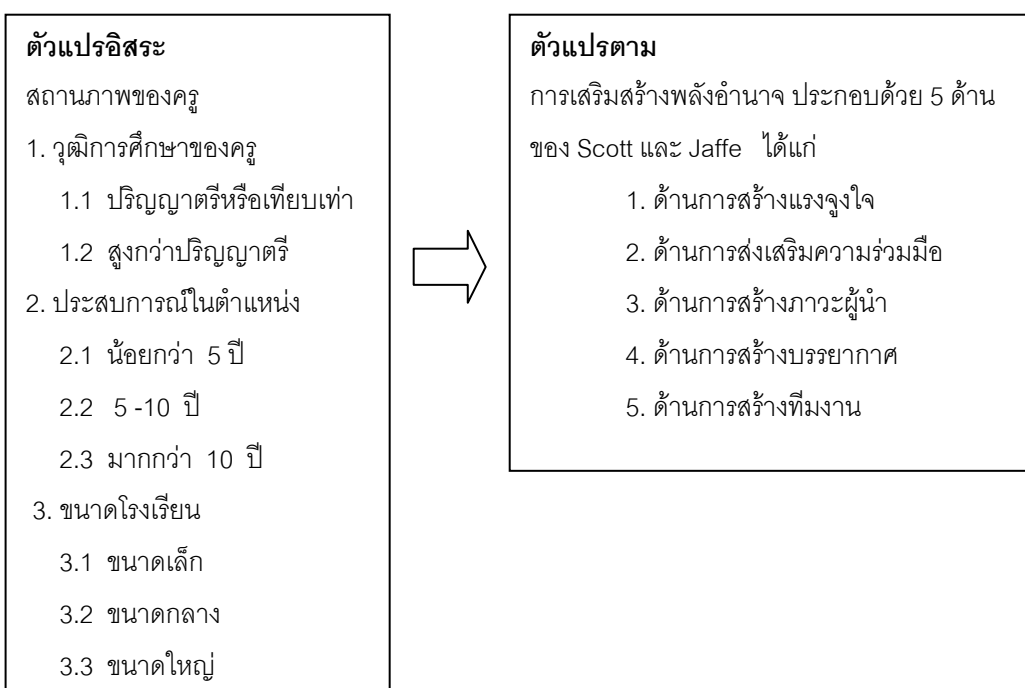 ตัวแปรอิสระ
สถานภาพของครู
1. วุฒิการศึกษาของครู
1.1 ปริญญาตรีหรือเทียบเท่า
1.2 สูงกว่าปริญญาตรี
2. ประสบการณ์ในตำแหน่ง
2.1 น้อยกว่า 5 ปี
2.2 5 -10 ปี
2.3 มากกว่า 10 ปี
3. ขนาดโรงเรียน
3.1 ขนาดเล็ก
3.2 ขนาดกลาง
3.3 ขนาดใหญ่
ตัวแปรตาม
การเสริมสร้างพลังอำนาจ ประกอบด้วย 5 ด้าน
ของ Scott และ Jaffe ได้แก่
1. ด้านการสร้างแรงจูงใจ
2. ด้านการส่งเสริมความร่วมมือ
3. ด้านการสร้างภาวะผู้นำ
4. ด้านการสร้างบรรยากาศ
5. ด้านการสร้างทีมงาน